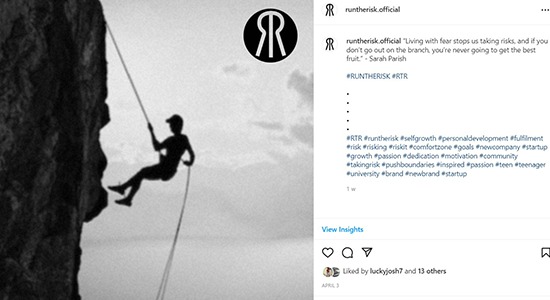 runtherisk.official
runtherisk.official "Living with fear stops us taking risks, and if you
don't go out on the branch, you're never going to get the best
fruit." - Sarah Parish
#RUNTHERISK #RTR
.
.
.
.
.
#RTR #runtherisk #selfgrowth #personaldevelopment #fulfilment
#risk #risking #riskit #comfortzone #goals #newcompany #startup
#growth #passion #dedication #motivation #community
#takingrisk #pushboundaries #inspired #passion #teen #teenager
#university #brand #newbrand #startup
1 w
View Insights
Liked by luckyjosh7 and 13 others
APRIL 3